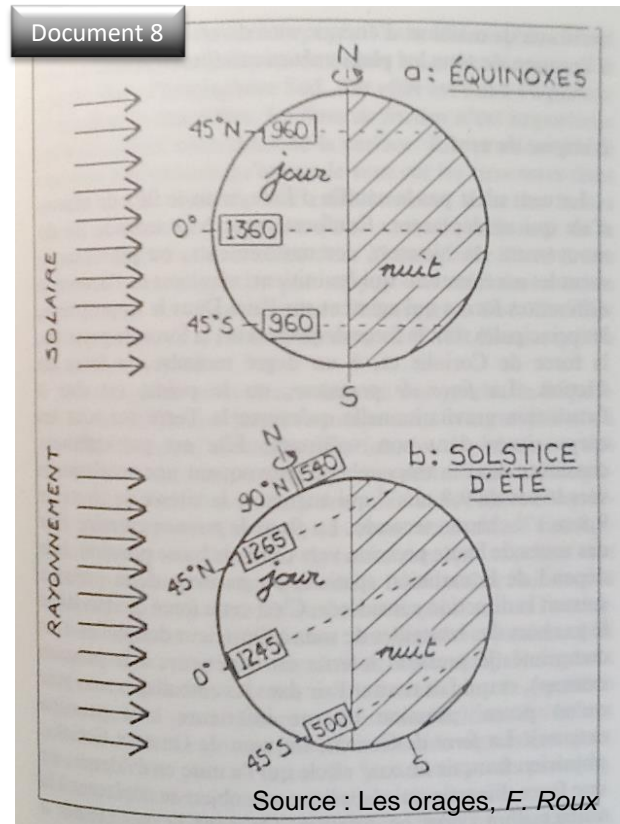 Document 8
N
a: ÉQUINOXES
45°N
960
jour
0°
1360
nuit
45°S
960
S
RAYONNEMENT SOLAIRE
N
b: SOLSTICE
D'ÉTÉ
90°N
540
45°N
1265
jour
0°
1245
nuit
45°S
500
S
Source : Les orages, F. Roux